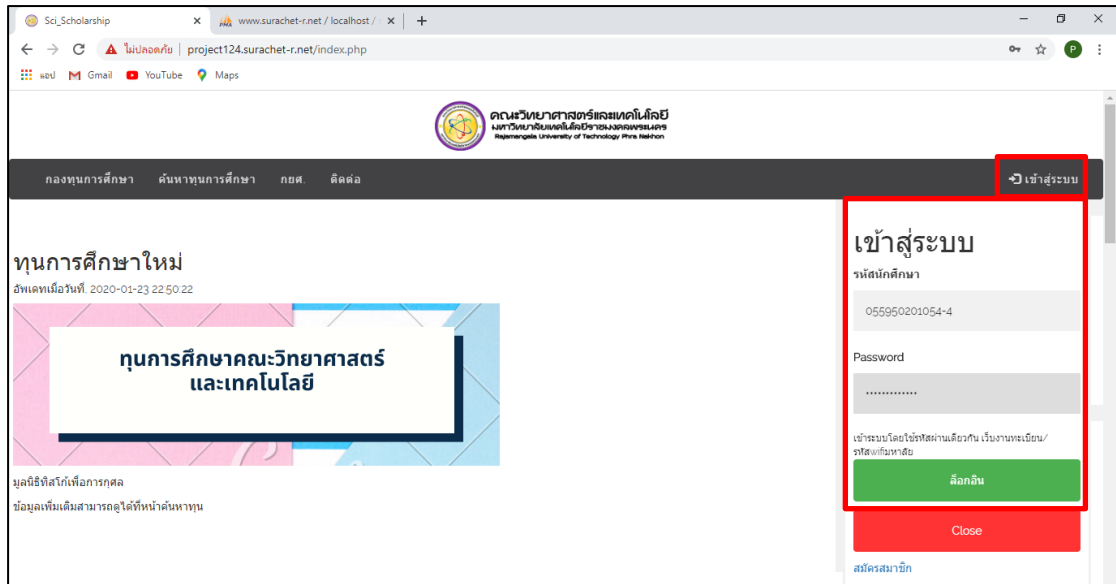 Sci_Scholarship
www.surachet-r.net / localhost /
ไม่ปลอดภัย
project124.surachet-r.net/index.php
P
แอป
Gmail
YouTube
Maps
คณะวิทยาศาสตร์และเทคโนโลยี
มหาวิทยาลัยเทคโนโลยีราชมงคลพระนคร
Rajamangala University of Technology Phra Nakhon
กองทุนการศึกษา
ค้นหาทุนการศึกษา
กยศ.
ติดต่อ
เข้าสู่ระบบ
ทุนการศึกษาใหม่
อัพเดทเมื่อวันที่. 2020-01-23 22:50:22
ทุนการศึกษาคณะวิทยาศาสตร์
และเทคโนโลยี
มูลนิธิทิสโก้เพื่อการกุศล
ข้อมูลเพิ่มเติมสามารถดูได้ที่หน้าค้นหาทุน
เข้าสู่ระบบ
รหัสนักศึกษา
055950201054-4
Password
•••••••••••••
เข้าระบบโดยใช้รหัสผ่านเดียวกัน เว็บงานทะเบียน/
รหัสwifiมหาลัย
ล็อกอิน
Close
สมัครสมาชิก